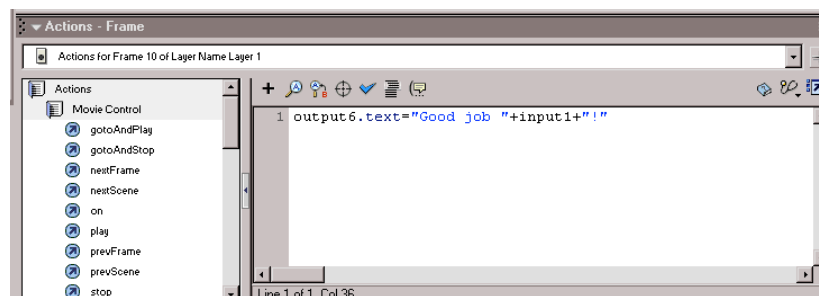 Actions - Frame
Actions for Frame 10 of Layer Name Layer 1
Actions
Movie Control
gotoAndPlay
gotoAndStop
nextFrame
nextScene
on
play
prevFrame
prevScene
stop
1 output6.text="Good job "+input1+"!"
Line 1 of 1, Col 36